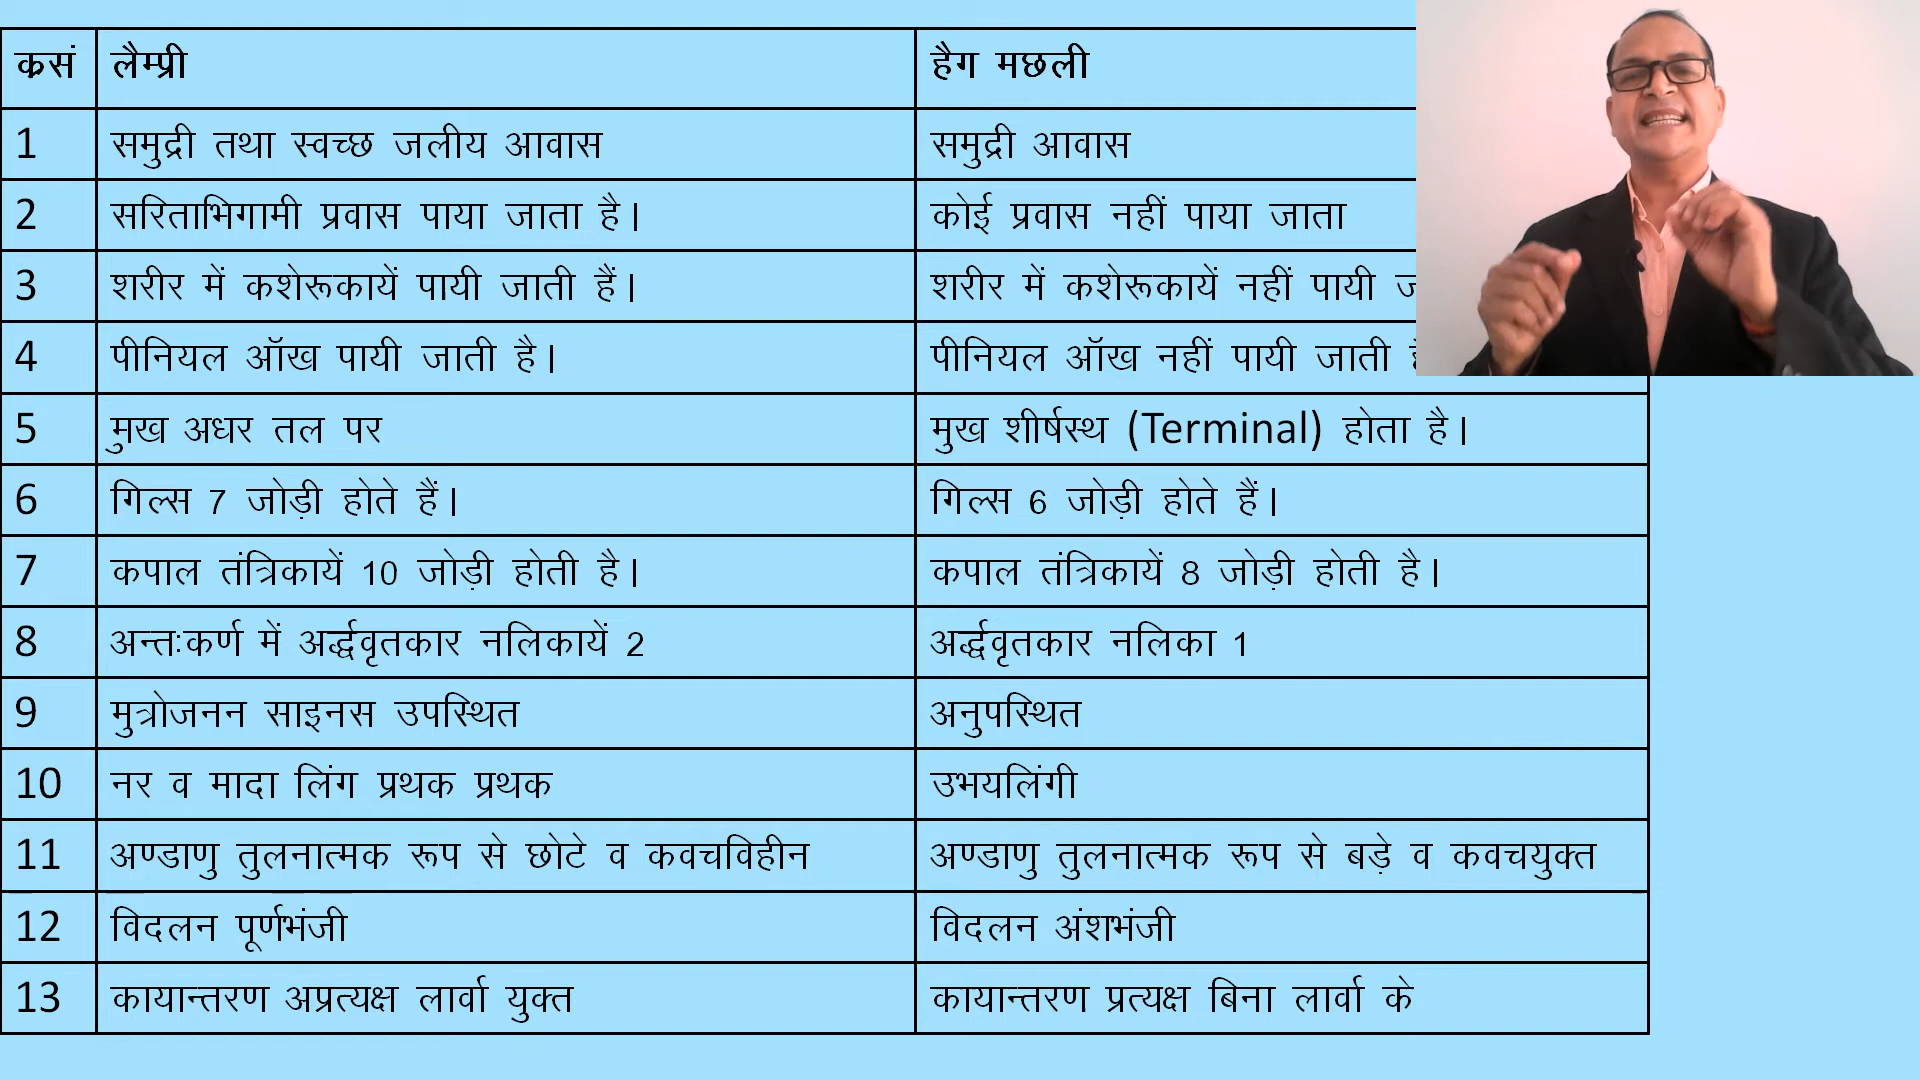 कसं लैम्प्री हैग मछली
1 समुद्री तथा स्वच्छ जलीय आवास समुद्री आवास
2 सरिताभिगामी प्रवास पाया जाता है। कोई प्रवास नहीं पाया जाता
3 शरीर में कशेरूकायें पायी जाती हैं। शरीर में कशेरूकायें नहीं पायी
4 पीनियल ऑख पायी जाती है। पीनियल ऑख नहीं पायी जाती
5 मुख अधर तल पर मुख शीर्षस्थ (Terminal) होता है।
6 गिल्स 7 जोड़ी होते हैं। गिल्स 6 जोड़ी होते हैं।
7 कपाल तंत्रिकायें 10 जोड़ी होती है। कपाल तंत्रिकायें 8 जोड़ी होती है।
8 अन्तःकर्ण में अर्द्धवृतकार नलिकायें 2 अर्द्धवृतकार नलिका 1
9 मुत्रोजनन साइनस उपस्थित अनुपस्थित
10 नर व मादा लिंग प्रथक प्रथक उभयलिंगी
11 अण्डाणु तुलनात्मक रूप से छोटे व कवचविहीन अण्डाणु तुलनात्मक रूप से बड़े व कवचयुक्त
12 विदलन पूर्णभंजी विदलन अंशभंजी
13 कायान्तरण अप्रत्यक्ष लार्वा युक्त कायान्तरण प्रत्यक्ष बिना लार्वा के